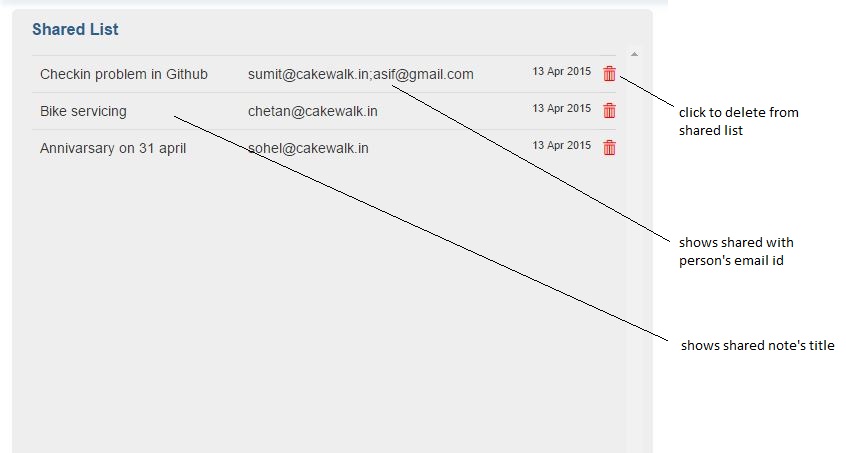 Shared List
Checkin problem in Github sumit@cakewalk.in;asif@gmail.com 13 Apr 2015
Bike servicing chetan@cakewalk.in 13 Apr 2015
Annivarsary on 31 april sohel@cakewalk.in 13 Apr 2015
click to delete from
shared list
shows shared with
person's email id
shows shared note's title